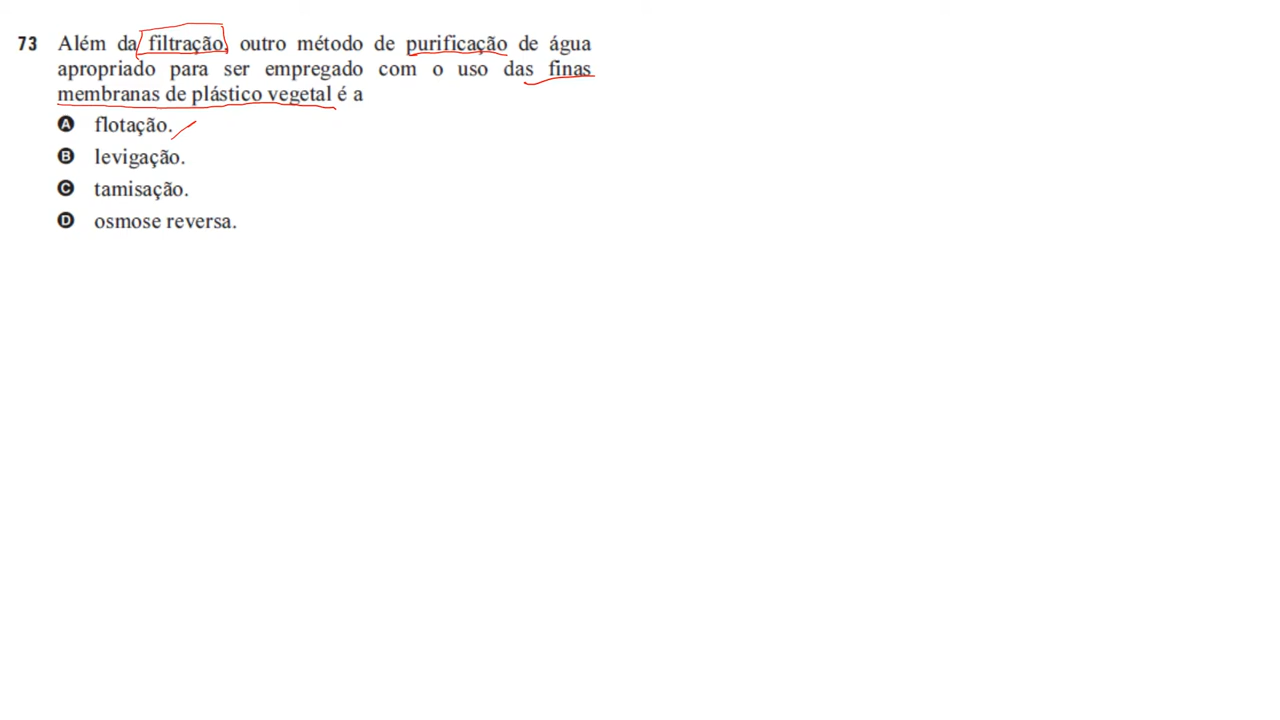 73 Além da filtração, outro método de purificação de água
apropriado para ser empregado com o uso das finas
membranas de plástico vegetal é a
A flotação.
B levigação.
C tamisação.
D osmose reversa.